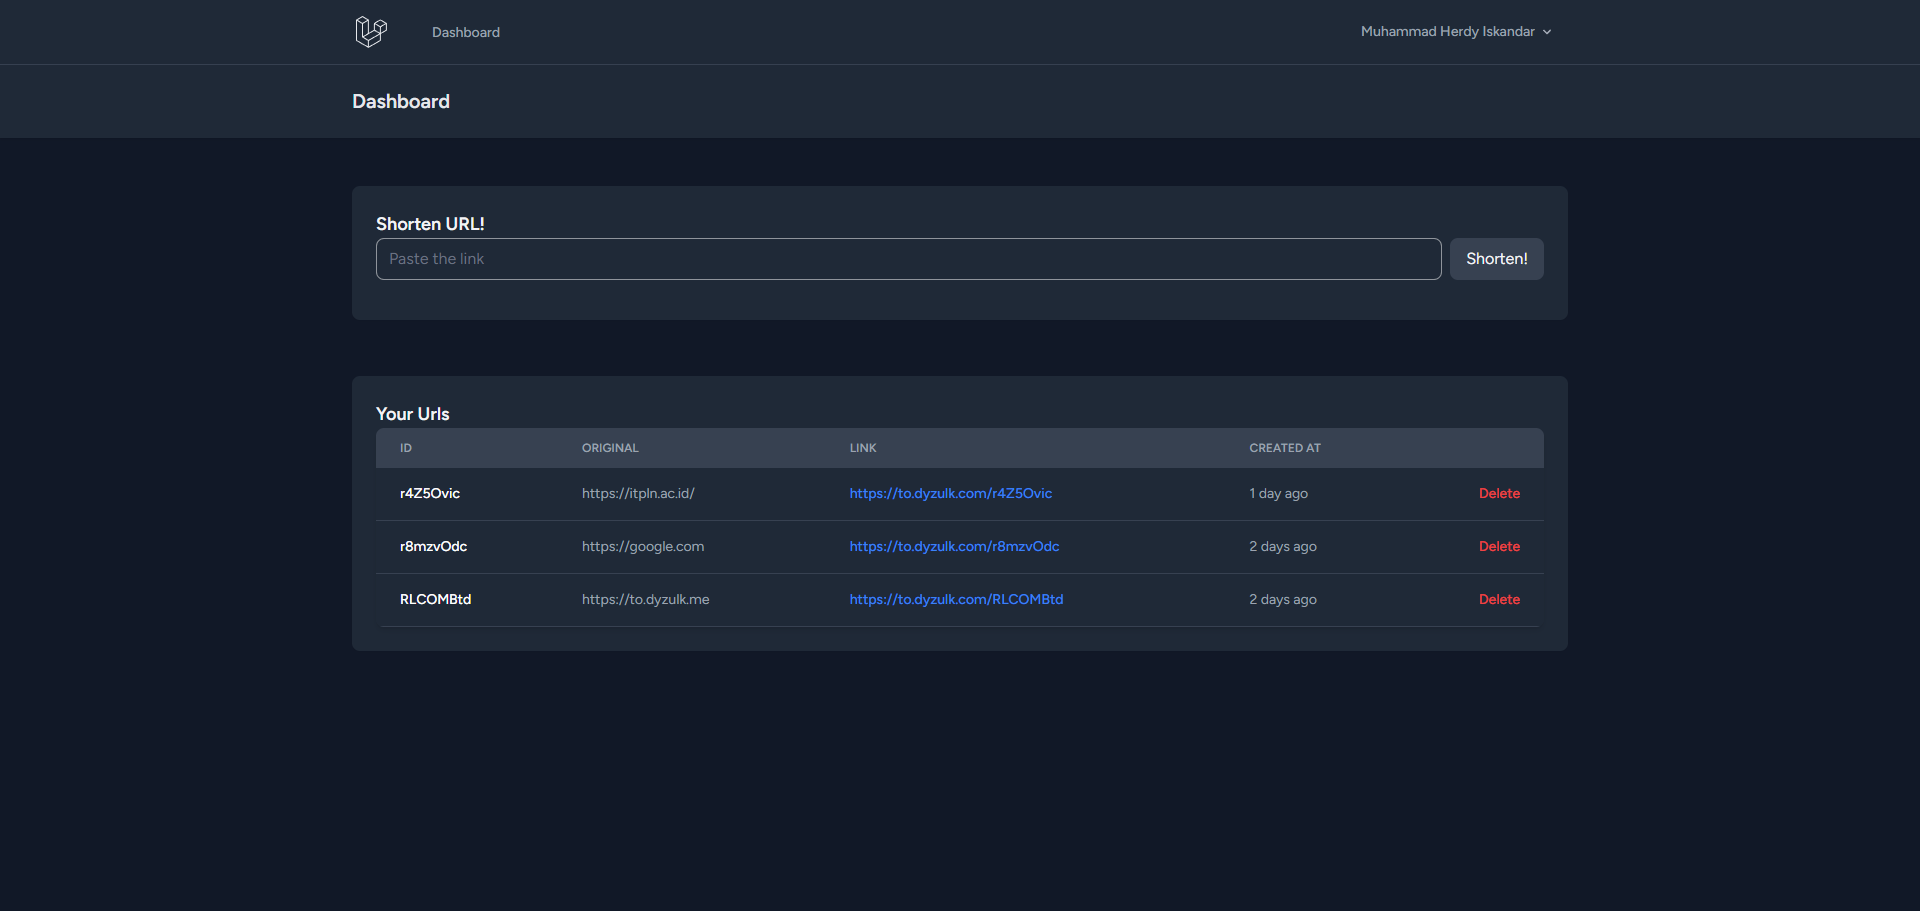 Dashboard
Muhammad Herdy Iskandar
Dashboard
Shorten URL!
Paste the link
Shorten!
Your Urls
ID ORIGINAL LINK CREATED AT
r4Z5Ovic https://itpln.ac.id/ https://to.dyzulk.com/r4Z5Ovic 1 day ago Delete
r8mzvOdc https://google.com https://to.dyzulk.com/r8mzvOdc 2 days ago Delete
RLCOMBtd https://to.dyzulk.me https://to.dyzulk.com/RLCOMBtd 2 days ago Delete